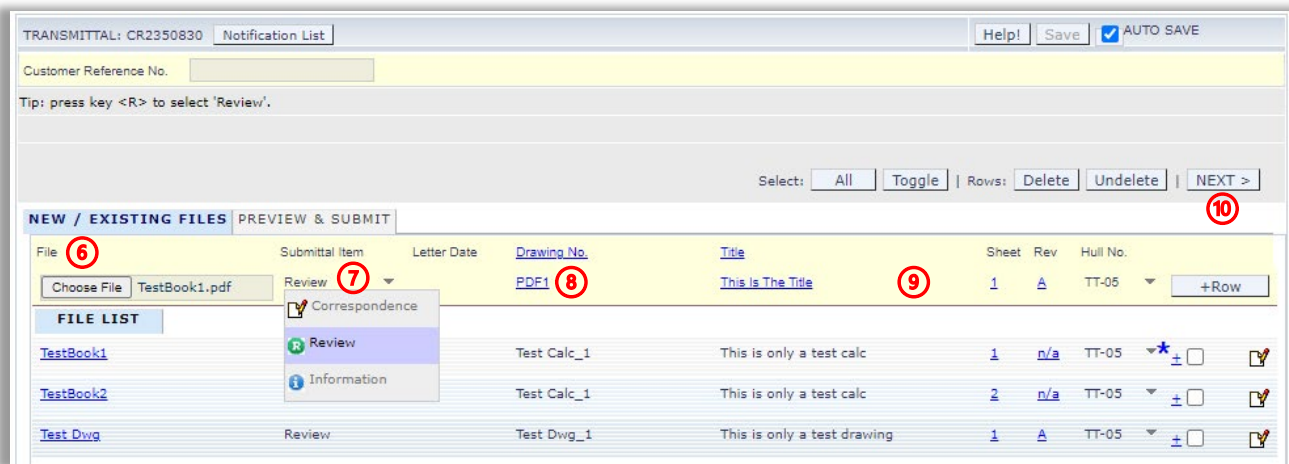 TRANSMITTAL: CR2350830 Notification List Help! Save AUTO SAVE
Customer Reference No.
Tip: press key <R> to select 'Review'.
Select: All Toggle | Rows: Delete Undelete | NEXT >
⑩
NEW / EXISTING FILES PREVIEW & SUBMIT
File ⑥ Submittal Item Letter Date Drawing No. Title Sheet Rev Hull No.
Choose File TestBook1.pdf Review ⑦ PDF1 ⑧ This Is The Title ⑨ 1 A TT-05 +Row
Correspondence
FILE LIST
R Review
TestBook1 Test Calc_1 This is only a test calc 1 n/a TT-05 * +
i Information
TestBook2 Test Calc_1 This is only a test calc 2 n/a TT-05 +
Test Dwg Review Test Dwg_1 This is only a test drawing 1 A TT-05 +